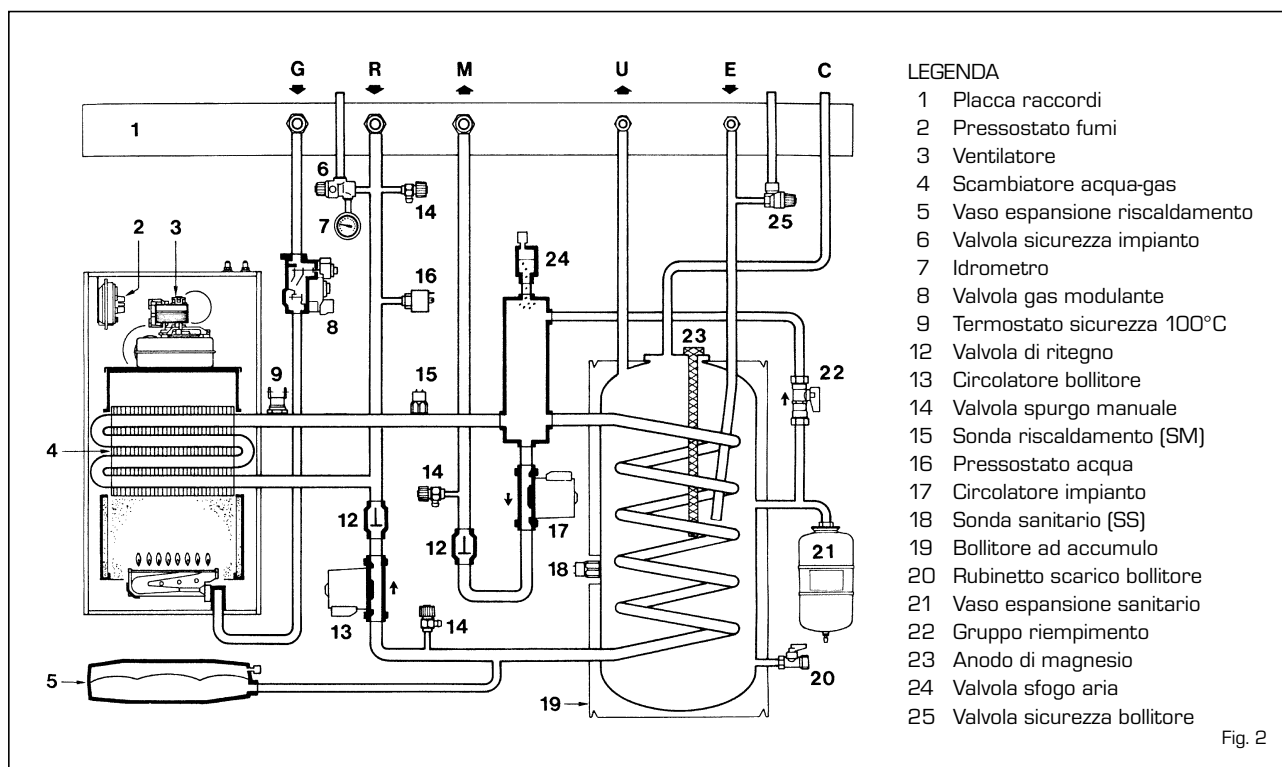 G R M U E C
1
6
14
7
25
2 3
24
16
8
23
9
15
22
4
14
12
12
17
18
21
13
14
5
19
20
LEGENDA
1 Placca raccordi
2 Pressostato fumi
3 Ventilatore
4 Scambiatore acqua-gas
5 Vaso espansione riscaldamento
6 Valvola sicurezza impianto
7 Idrometro
8 Valvola gas modulante
9 Termostato sicurezza 100°C
12 Valvola di ritegno
13 Circolatore bollitore
14 Valvola spurgo manuale
15 Sonda riscaldamento (SM)
16 Pressostato acqua
17 Circolatore impianto
18 Sonda sanitario (SS)
19 Bollitore ad accumulo
20 Rubinetto scarico bollitore
21 Vaso espansione sanitario
22 Gruppo riempimento
23 Anodo di magnesio
24 Valvola sfogo aria
25 Valvola sicurezza bollitore
Fig. 2